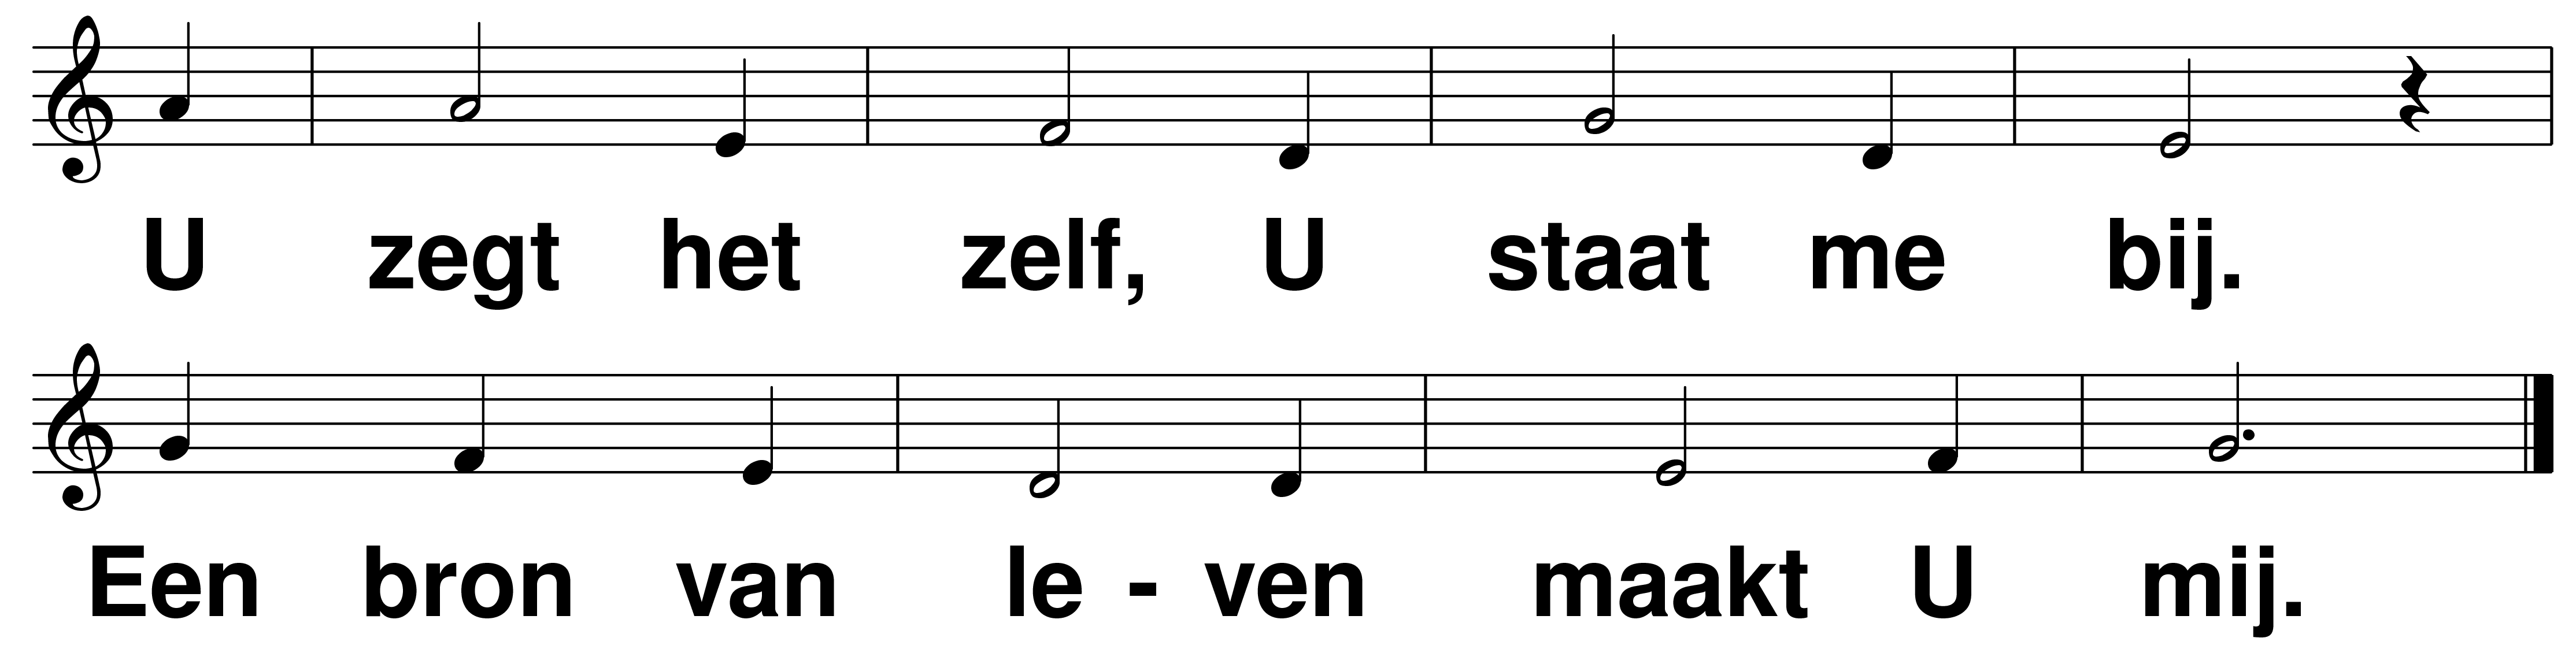 U zegt het zelf, U staat me bij.
Een bron van le - ven maakt U mij.